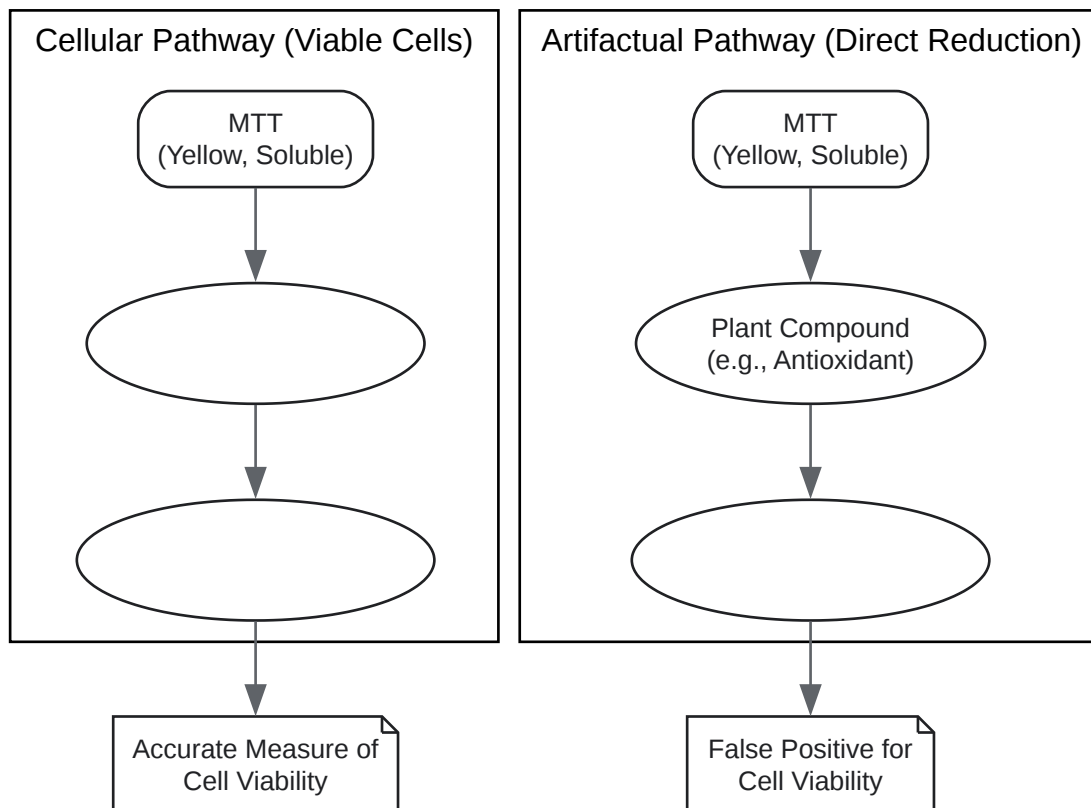 Cellular Pathway (Viable Cells)
MTT
(Yellow, Soluble)
Accurate Measure of
Cell Viability
Artifactual Pathway (Direct Reduction)
MTT
(Yellow, Soluble)
Plant Compound
(e.g., Antioxidant)
False Positive for
Cell Viability